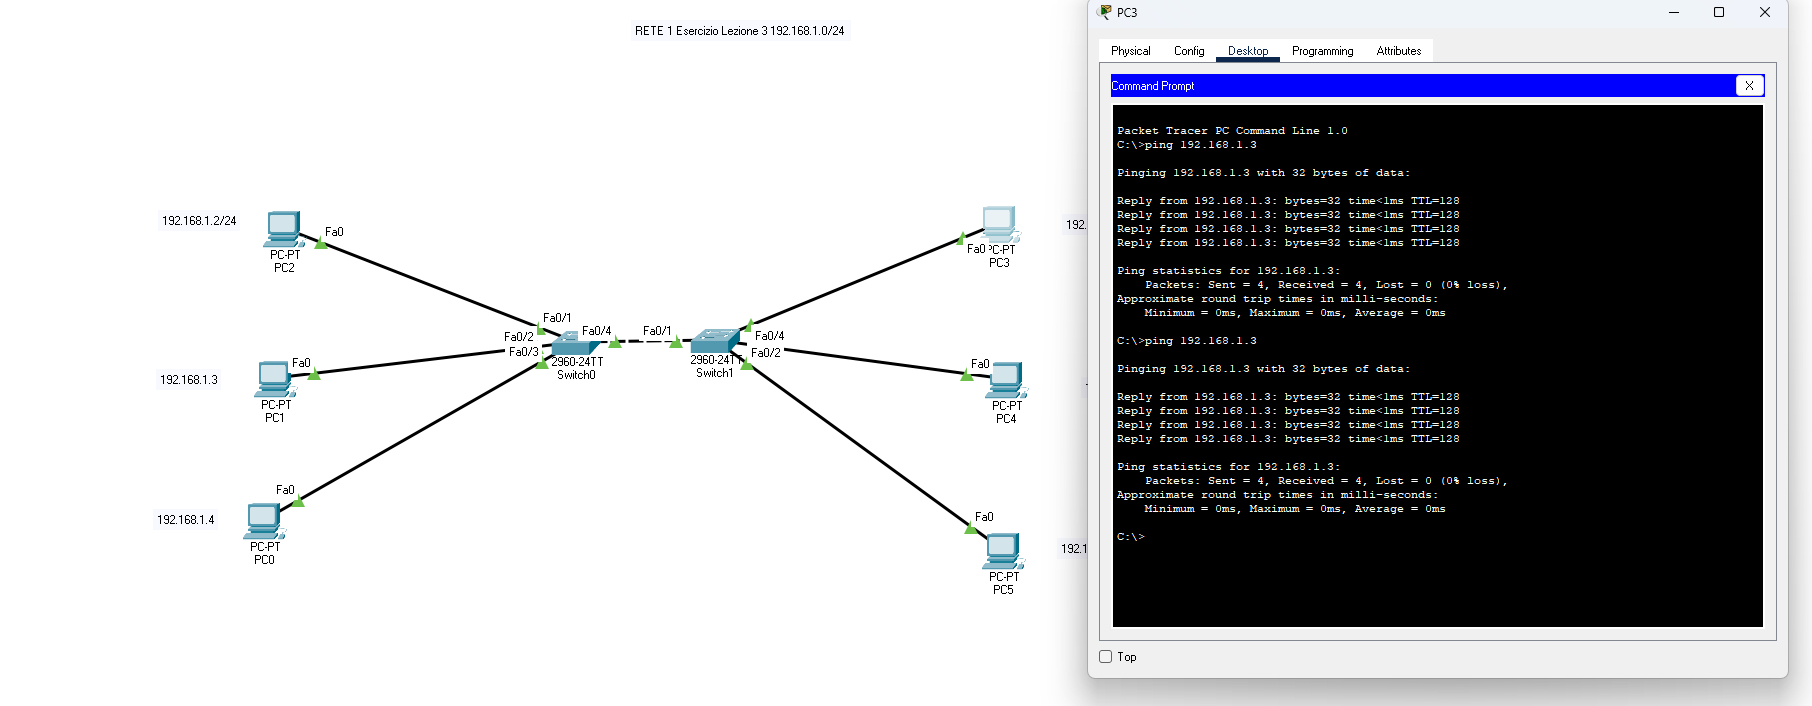 RETE 1 Esercizio Lezione 3 192.168.1.0/24
192.168.1.2/24
Fa0
PC-PT
PC2
192.168.1.3
Fa0
PC-PT
PC1
192.168.1.4
Fa0
PC-PT
PC0
Fa0/1
Fa0/2
Fa0/3
Fa0/4
2960-24TT
Switch0
Fa0/1
Fa0/4
Fa0/2
2960-24TT
Switch1
192.
Fa0
PC-PT
PC3
Fa0
PC-PT
PC4
192.1
Fa0
PC-PT
PC5
PC3
Physical Config Desktop Programming Attributes
Command Prompt X
Packet Tracer PC Command Line 1.0
C:\>ping 192.168.1.3
Pinging 192.168.1.3 with 32 bytes of data:
Reply from 192.168.1.3: bytes=32 time<1ms TTL=128
Reply from 192.168.1.3: bytes=32 time<1ms TTL=128
Reply from 192.168.1.3: bytes=32 time<1ms TTL=128
Reply from 192.168.1.3: bytes=32 time<1ms TTL=128
Ping statistics for 192.168.1.3:
Packets: Sent = 4, Received = 4, Lost = 0 (0% loss),
Approximate round trip times in milli-seconds:
Minimum = 0ms, Maximum = 0ms, Average = 0ms
C:\>ping 192.168.1.3
Pinging 192.168.1.3 with 32 bytes of data:
Reply from 192.168.1.3: bytes=32 time<1ms TTL=128
Reply from 192.168.1.3: bytes=32 time<1ms TTL=128
Reply from 192.168.1.3: bytes=32 time<1ms TTL=128
Reply from 192.168.1.3: bytes=32 time<1ms TTL=128
Ping statistics for 192.168.1.3:
Packets: Sent = 4, Received = 4, Lost = 0 (0% loss),
Approximate round trip times in milli-seconds:
Minimum = 0ms, Maximum = 0ms, Average = 0ms
C:\>
Top